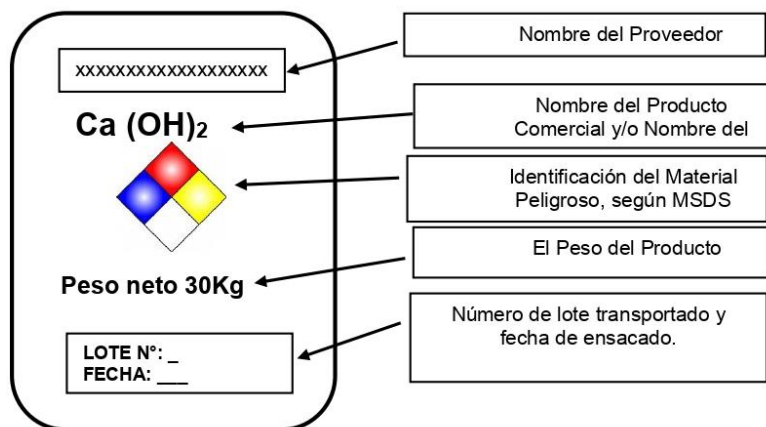 Nombre del Proveedor
xxxxxxxxxxxxxxxxxxx
Ca (OH)2
Nombre del Producto
Comercial y/o Nombre del
Identificación del Material
Peligroso, según MSDS
El Peso del Producto
Peso neto 30Kg
Número de lote transportado y
fecha de ensacado.
LOTE N°: _
FECHA: ___